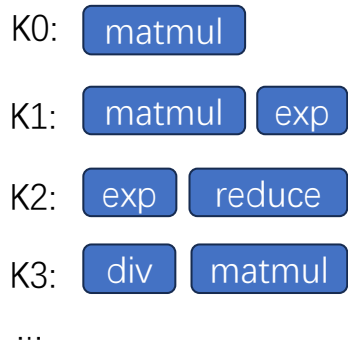 K0: matmul
K1: matmul exp
K2: exp reduce
K3: div matmul
...